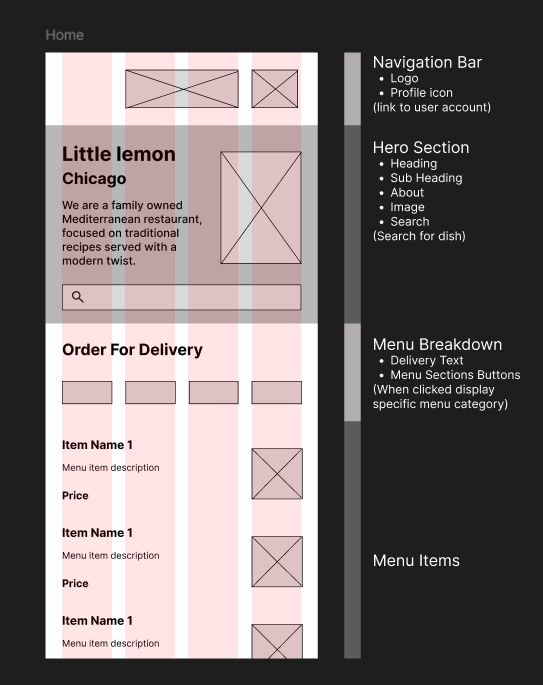 Home
Little lemon
Chicago
We are a family owned
Mediterranean restaurant,
focused on traditional
recipes served with a
modern twist.
Order For Delivery
Item Name 1
Menu item description
Price
Item Name 1
Menu item description
Price
Item Name 1
Menu item description
Navigation Bar
• Logo
• Profile icon
(link to user account)
Hero Section
• Heading
• Sub Heading
• About
• Image
• Search
(Search for dish)
Menu Breakdown
• Delivery Text
• Menu Sections Buttons
(When clicked display
specific menu category)
Menu Items